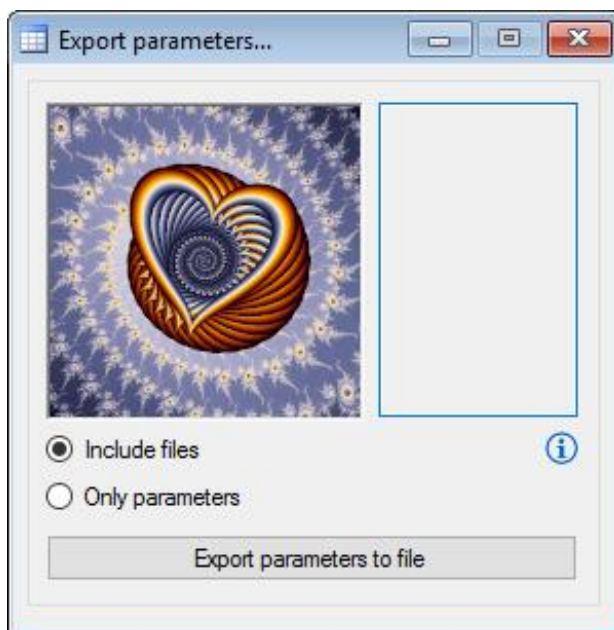 Export parameters...
Include files
Only parameters
Export parameters to file